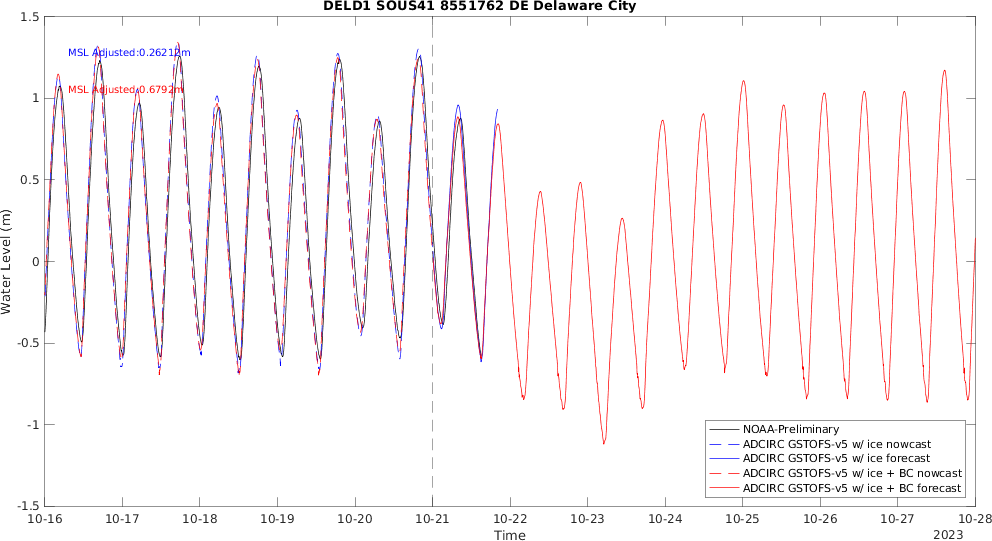 DELD1 SOUS41 8551762 DE Delaware City
1.5
MSL Adjusted:0.26212m
MSL Adjusted:0.6792m
1
0.5
0
-0.5
-1
-1.5
Water Level (m)
NOAA-Preliminary
ADCIRC GSTOFS-v5 w/ ice nowcast
ADCIRC GSTOFS-v5 w/ ice forecast
ADCIRC GSTOFS-v5 w/ ice + BC nowcast
ADCIRC GSTOFS-v5 w/ ice + BC forecast
10-16 10-17 10-18 10-19 10-20 10-21 10-22 10-23 10-24 10-25 10-26 10-27 10-28
Time
2023